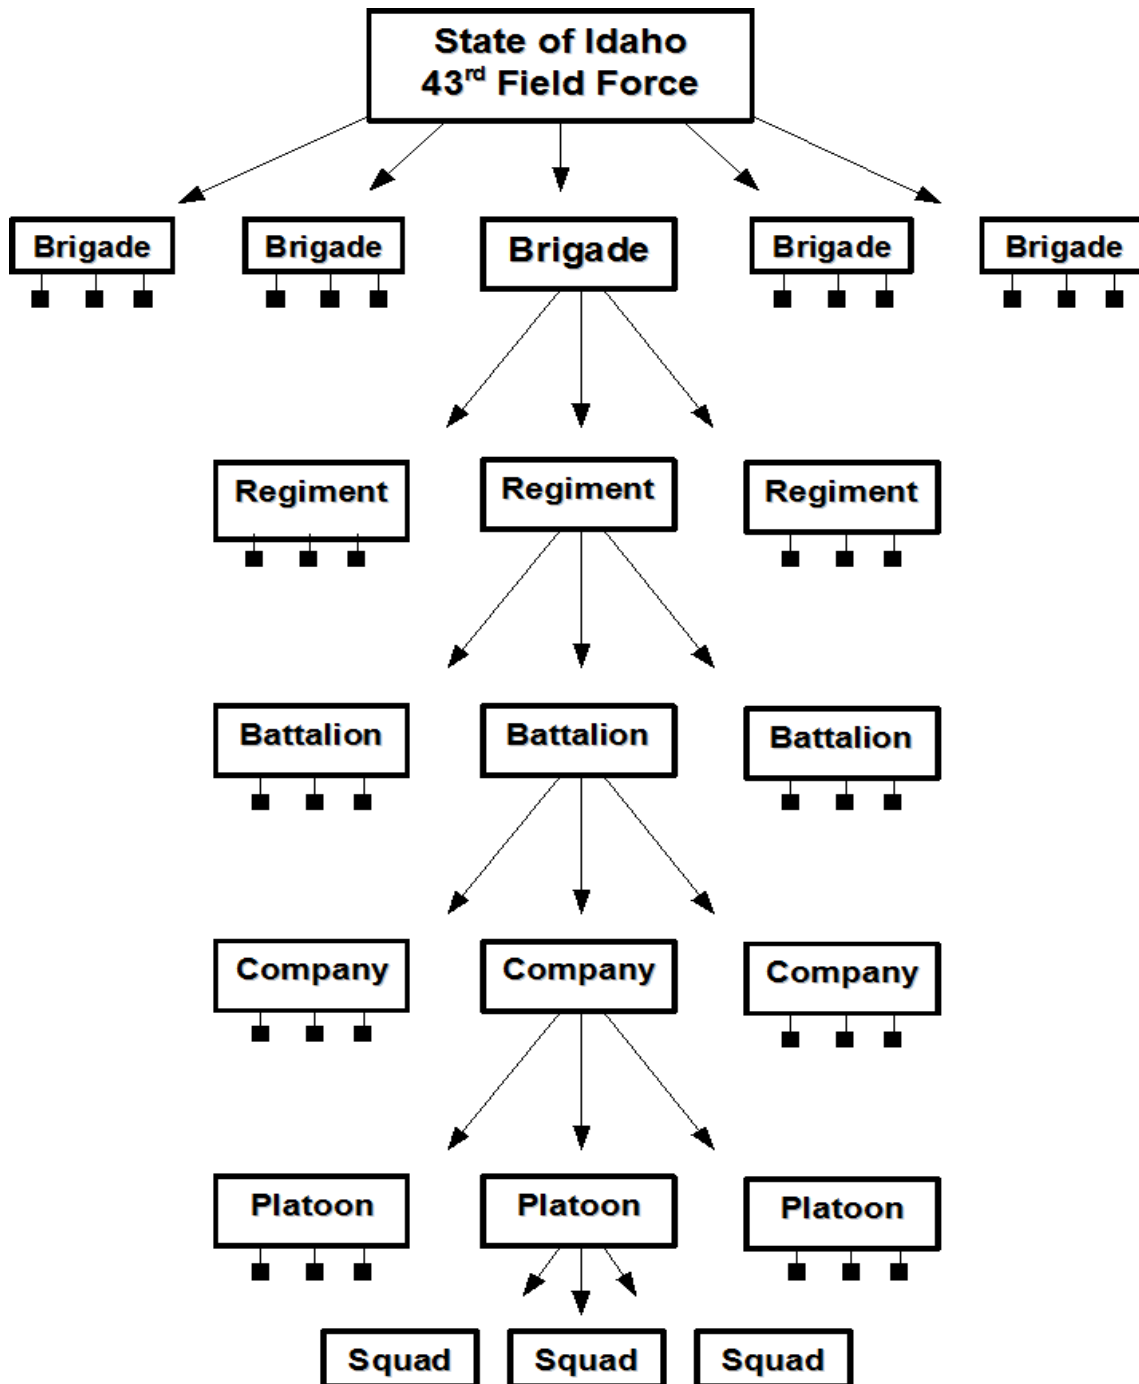 State of Idaho
43rd Field Force
Brigade
Brigade
Brigade
Brigade
Brigade
Regiment
Regiment
Regiment
Battalion
Battalion
Battalion
Company
Company
Company
Platoon
Platoon
Platoon
Squad
Squad
Squad